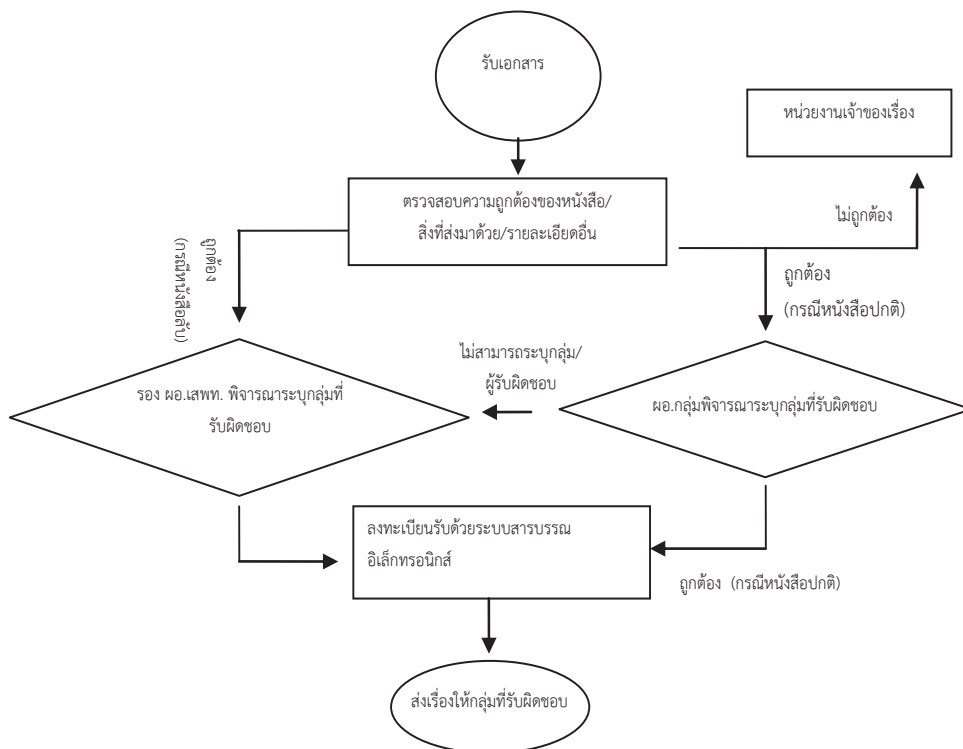 รับเอกสาร
หน่วยงานเจ้าของเรื่อง
ตรวจสอบความถูกต้องของหนังสือ/
สิ่งที่ส่งมาด้วย/รายละเอียดอื่น
ไม่ถูกต้อง
ถูกต้อง
(กรณีหนังสือลับ)
ถูกต้อง
(กรณีหนังสือปกติ)
ไม่สามารถระบุกลุ่ม/
ผู้รับผิดชอบ
รอง ผอ.เสพท. พิจารณาระบุกลุ่มที่
รับผิดชอบ
ผอ.กลุ่มพิจารณาระบุกลุ่มที่รับผิดชอบ
ลงทะเบียนรับด้วยระบบสารบรรณ
อิเล็กทรอนิกส์
ถูกต้อง (กรณีหนังสือปกติ)
ส่งเรื่องให้กลุ่มที่รับผิดชอบ